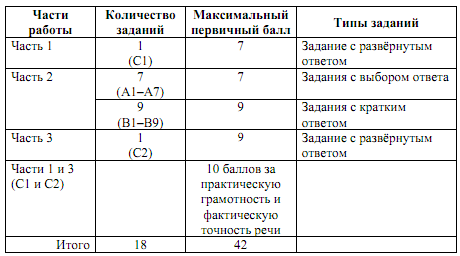 Части работы
Количество заданий
Максимальный первичный балл
Типы заданий
Часть 1
1
(С1)
7
Задание с развёрнутым
ответом
Часть 2
7
(А1–А7)
7
Задания с выбором ответа
9
(В1–В9)
9
Задания с кратким
ответом
Часть 3
1
(С2)
9
Задание с развёрнутым
ответом
Части 1 и 3
(С1 и С2)
10 баллов за
практическую
грамотность и
фактическую
точность речи
Итого
18
42